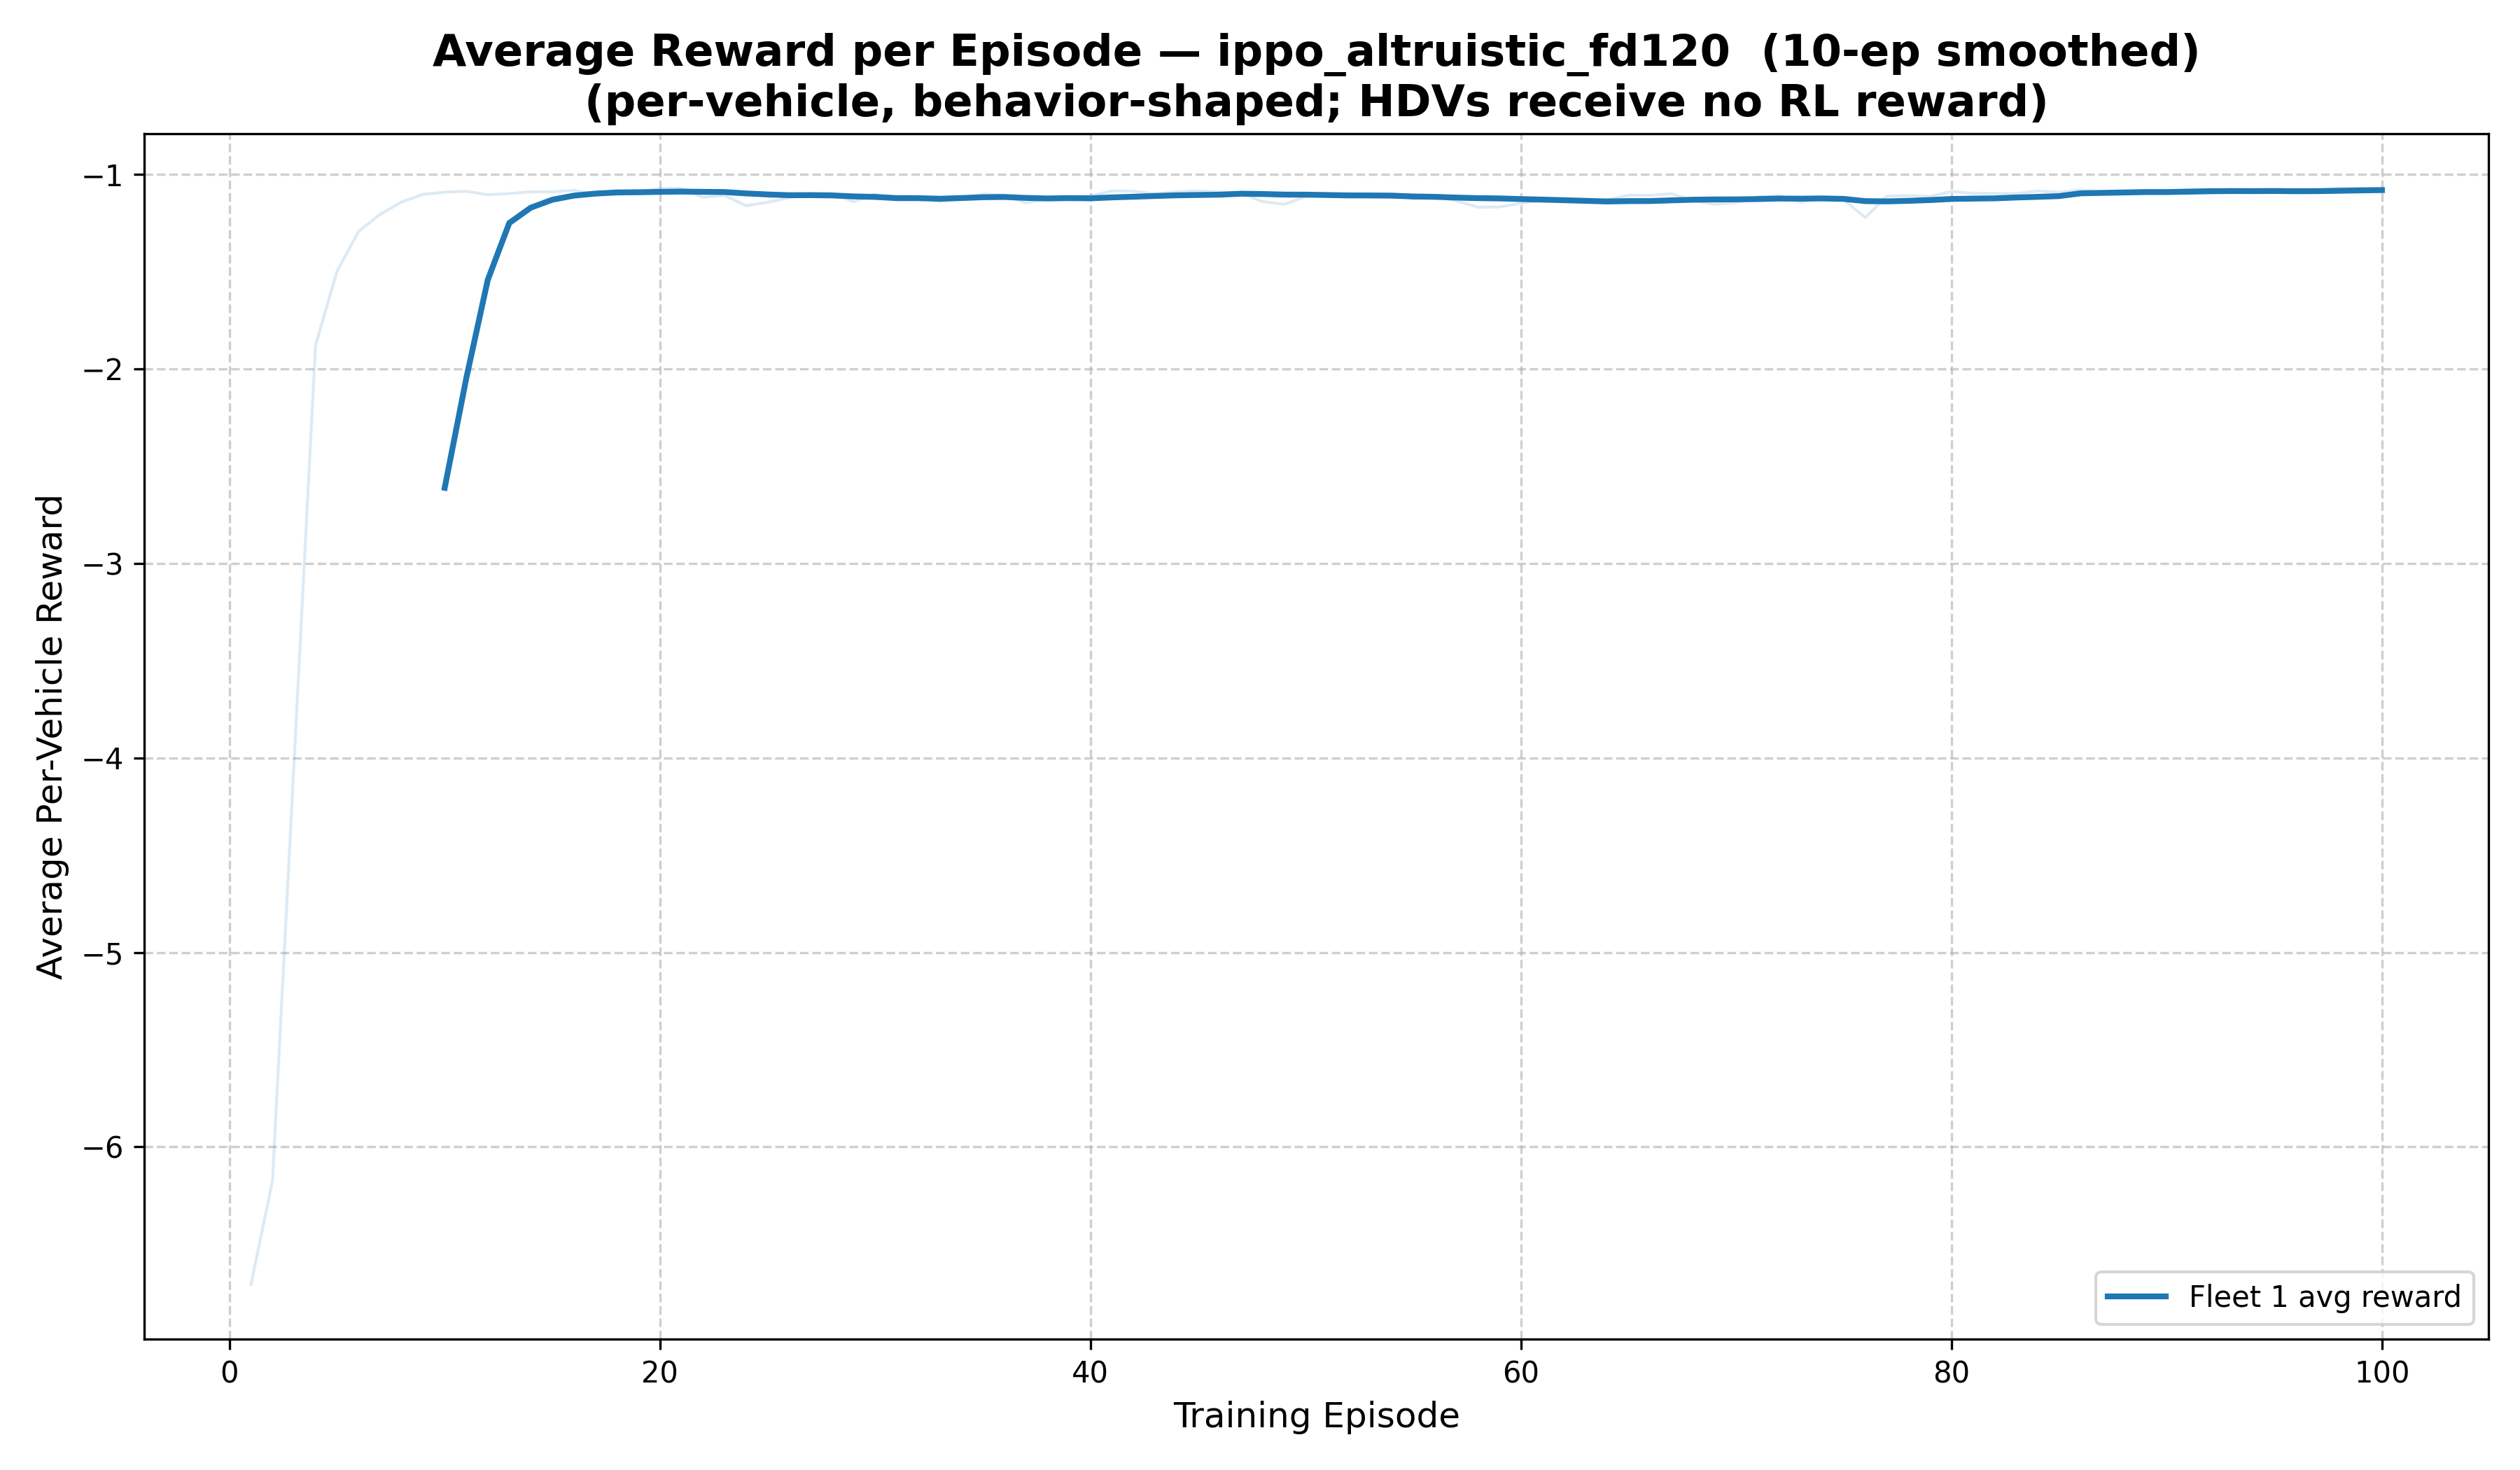 Average Reward per Episode — ippo_altruistic_fd120  (10-ep smoothed)
(per-vehicle, behavior-shaped; HDVs receive no RL reward)
Average Per-Vehicle Reward
−1
−2
−3
−4
−5
−6
Fleet 1 avg reward
0
20
40
60
80
100
Training Episode